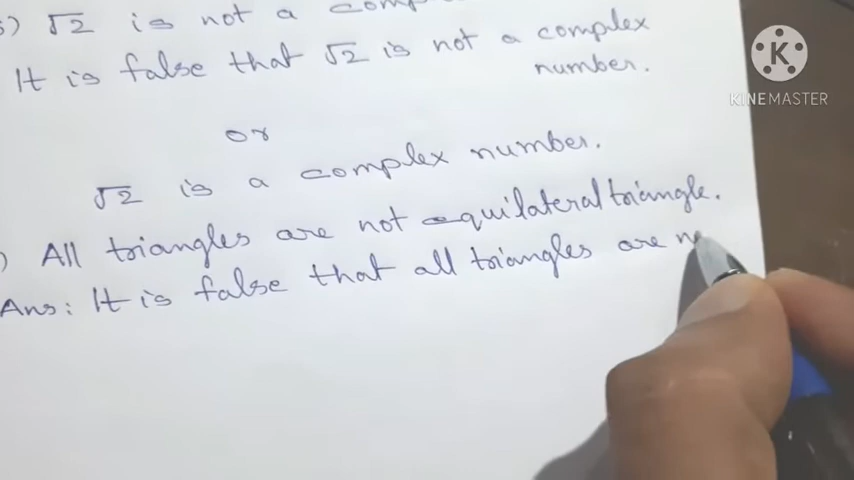 √2 is not a
It is false that √2 is not a complex
number.
or
√2 is a complex number.
) All triangles are not equilateral triangle.
Ans: It is false that all triangles are
KINEMASTER